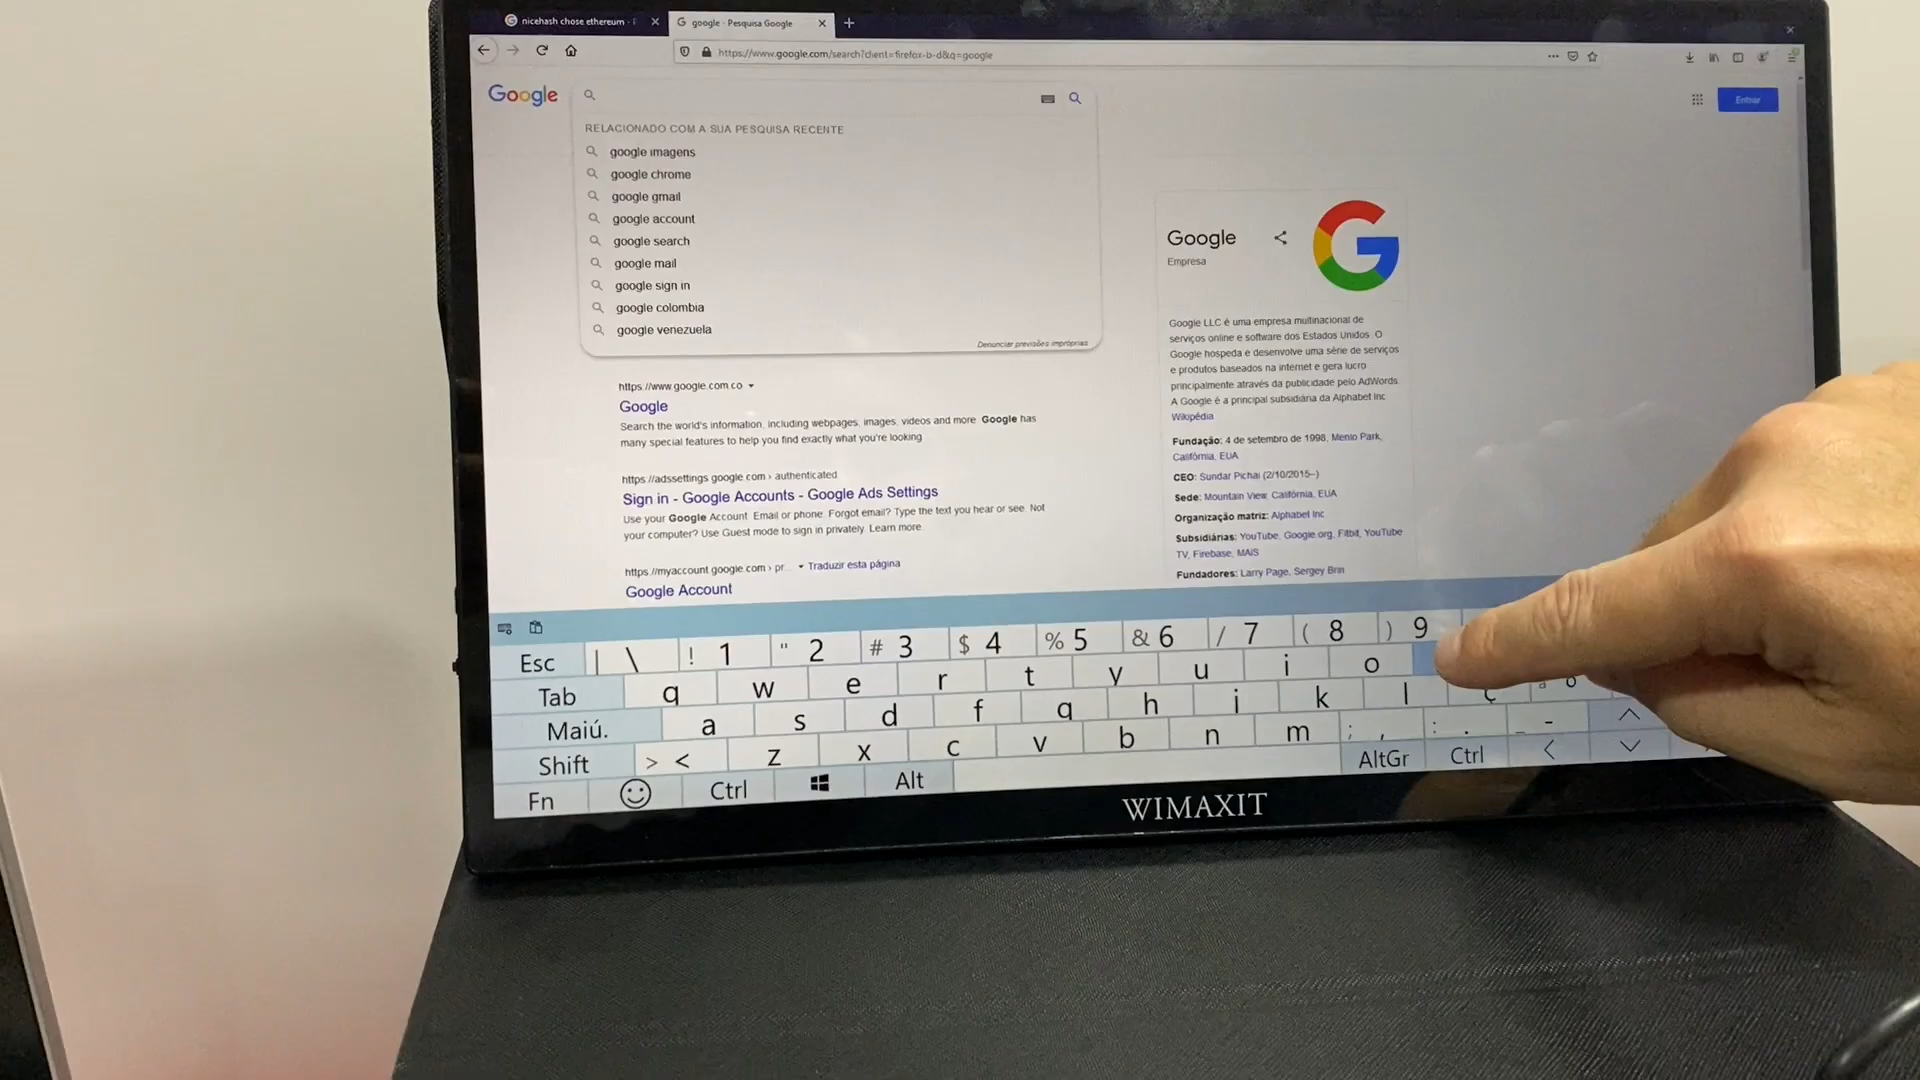 nicehash chose ethereum
google - Pesquisa Google
https://www.google.com/search?client=firefox-b-d&q=google
Google
Entrar
RELACIONADO COM A SUA PESQUISA RECENTE
google imagens
google chrome
google gmail
google account
google search
google mail
google sign in
google colombia
google venezuela
Denunciar previsões impróprias
https://www.google.com.co
Google
Search the world's information, including webpages, images, videos and more. Google has
many special features to help you find exactly what you're looking
https://adssettings.google.com › authenticated
Sign in - Google Accounts - Google Ads Settings
Use your Google Account. Email or phone. Forgot email? Type the text you hear or see. Not
your computer? Use Guest mode to sign in privately. Learn more.
https://myaccount.google.com › pr... Traduzir esta página
Google Account
Google
Empresa
Google LLC é uma empresa multinacional de
serviços online e software dos Estados Unidos. O
Google hospeda e desenvolve uma série de serviços
e produtos baseados na internet e gera lucro
principalmente através da publicidade pelo AdWords.
A Google é a principal subsidiária da Alphabet Inc.
Wikipédia
Fundação: 4 de setembro de 1998, Menlo Park,
Califórnia, EUA
CEO: Sundar Pichai (2/10/2015–)
Sede: Mountain View, Califórnia, EUA
Organização matriz: Alphabet Inc.
Subsidiárias: YouTube, Google.org, Fitbit, YouTube
TV, Firebase, MAIS
Fundadores: Larry Page, Sergey Brin
Esc | \ ! 1 " 2 # 3 $ 4 % 5 & 6 / 7 ( 8 ) 9
Tab q w e r t y u i o
Maiú. a s d f g h j k l ç ª º
Shift > < z x c v b n m ; , : . _ -
Fn Ctrl Alt AltGr Ctrl
WIMAXIT